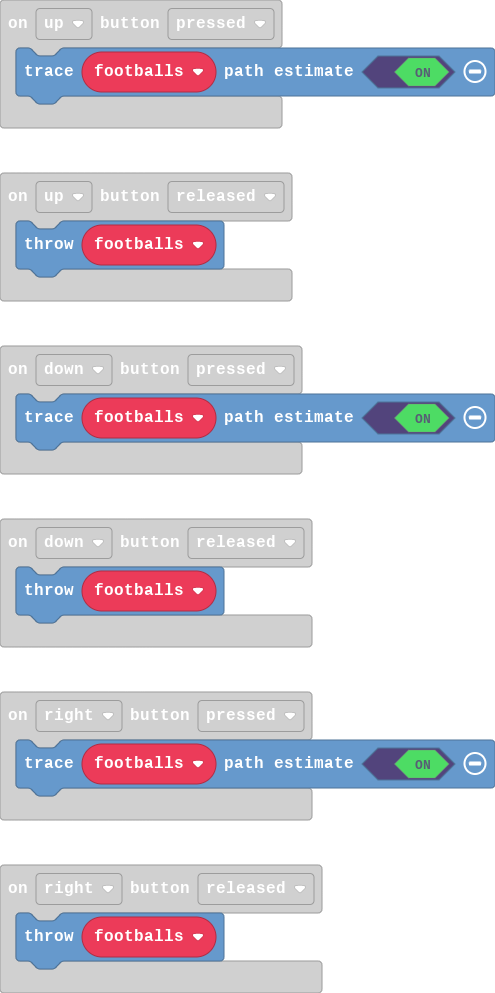 on up button pressed
trace footballs path estimate ON
on up button released
throw footballs
on down button pressed
trace footballs path estimate ON
on down button released
throw footballs
on right button pressed
trace footballs path estimate ON
on right button released
throw footballs